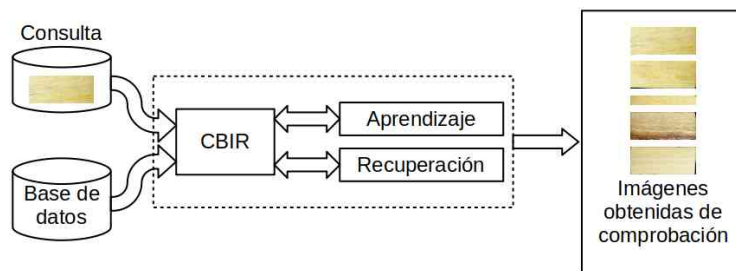 Consulta
Base de
datos
CBIR
Aprendizaje
Recuperación
Imágenes
obtenidas de
comprobación